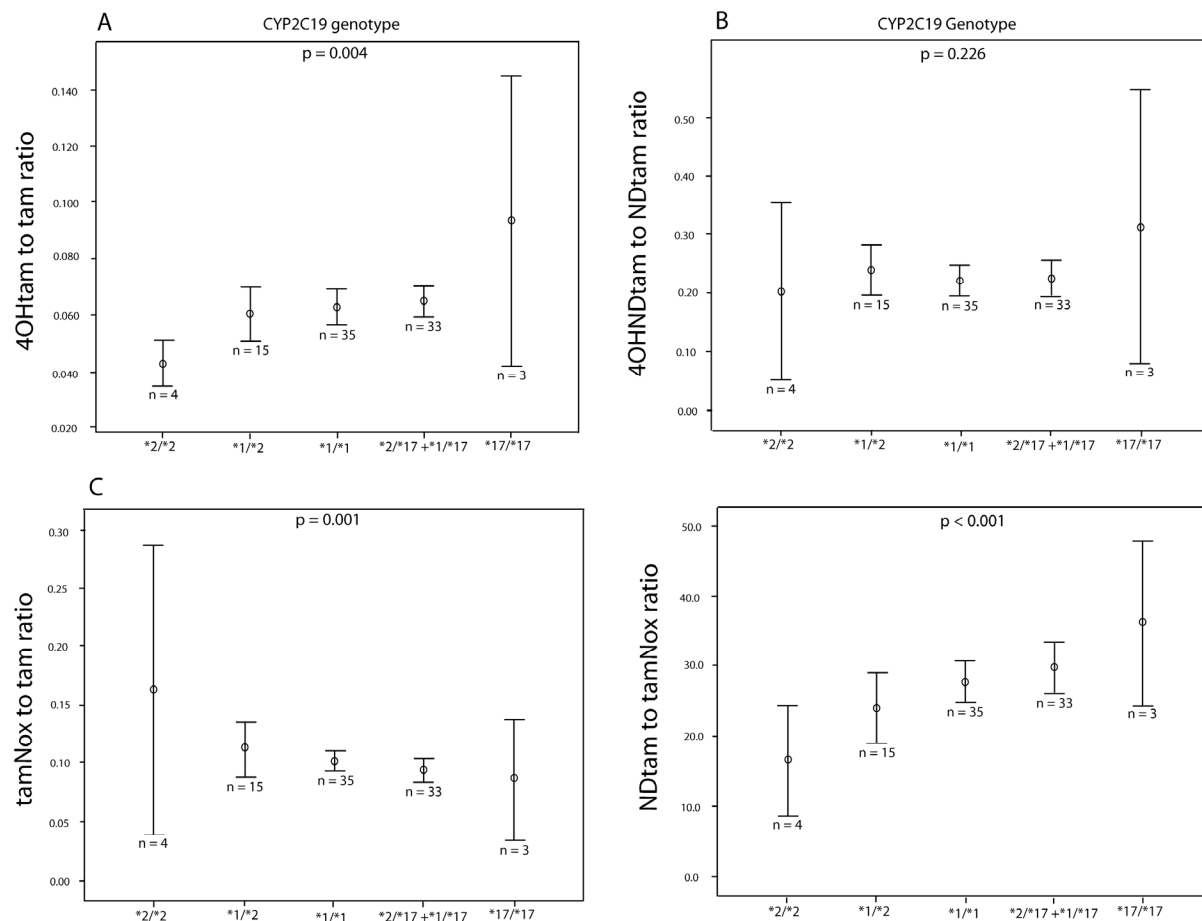 A
CYP2C19 genotype
p = 0.004
4OHtam to tam ratio
0.140
0.120
0.100
0.080
0.060
0.040
0.020
n = 4
n = 15
n = 35
n = 33
n = 3
*2/*2
*1/*2
*1/*1
*2/*17 +*1/*17
*17/*17
B
CYP2C19 Genotype
p = 0.226
4OHNDtam to NDtam ratio
0.50
0.40
0.30
0.20
0.10
0.00
n = 4
n = 15
n = 35
n = 33
n = 3
*2/*2
*1/*2
*1/*1
*2/*17 +*1/*17
*17/*17
C
p = 0.001
tamNox to tam ratio
0.30
0.25
0.20
0.15
0.10
0.05
0.00
n = 4
n = 15
n = 35
n = 33
n = 3
*2/*2
*1/*2
*1/*1
*2/*17 +*1/*17
*17/*17
p < 0.001
NDtam to tamNox ratio
50.0
40.0
30.0
20.0
10.0
0.0
n = 4
n = 15
n = 35
n = 33
n = 3
*2/*2
*1/*2
*1/*1
*2/*17 +*1/*17
*17/*17